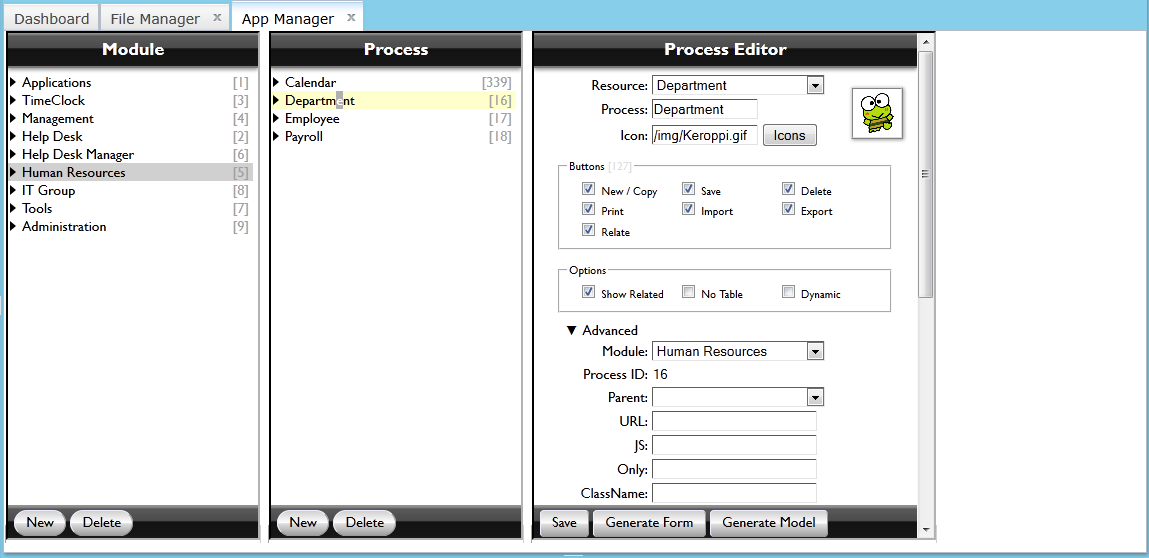 Dashboard File Manager x App Manager x
Module
Applications [1]
TimeClock [3]
Management [4]
Help Desk [2]
Help Desk Manager [6]
Human Resources [5]
IT Group [8]
Tools [7]
Administration [9]
New Delete
Process
Calendar [339]
Department [16]
Employee [17]
Payroll [18]
New Delete
Process Editor
Resource: Department
Process: Department
Icon: /img/Keroppi.gif Icons
Buttons [127]
New / Copy Save Delete
Print Import Export
Relate
Options
Show Related No Table Dynamic
Advanced
Module: Human Resources
Process ID: 16
Parent:
URL:
JS:
Only:
ClassName:
Save Generate Form Generate Model